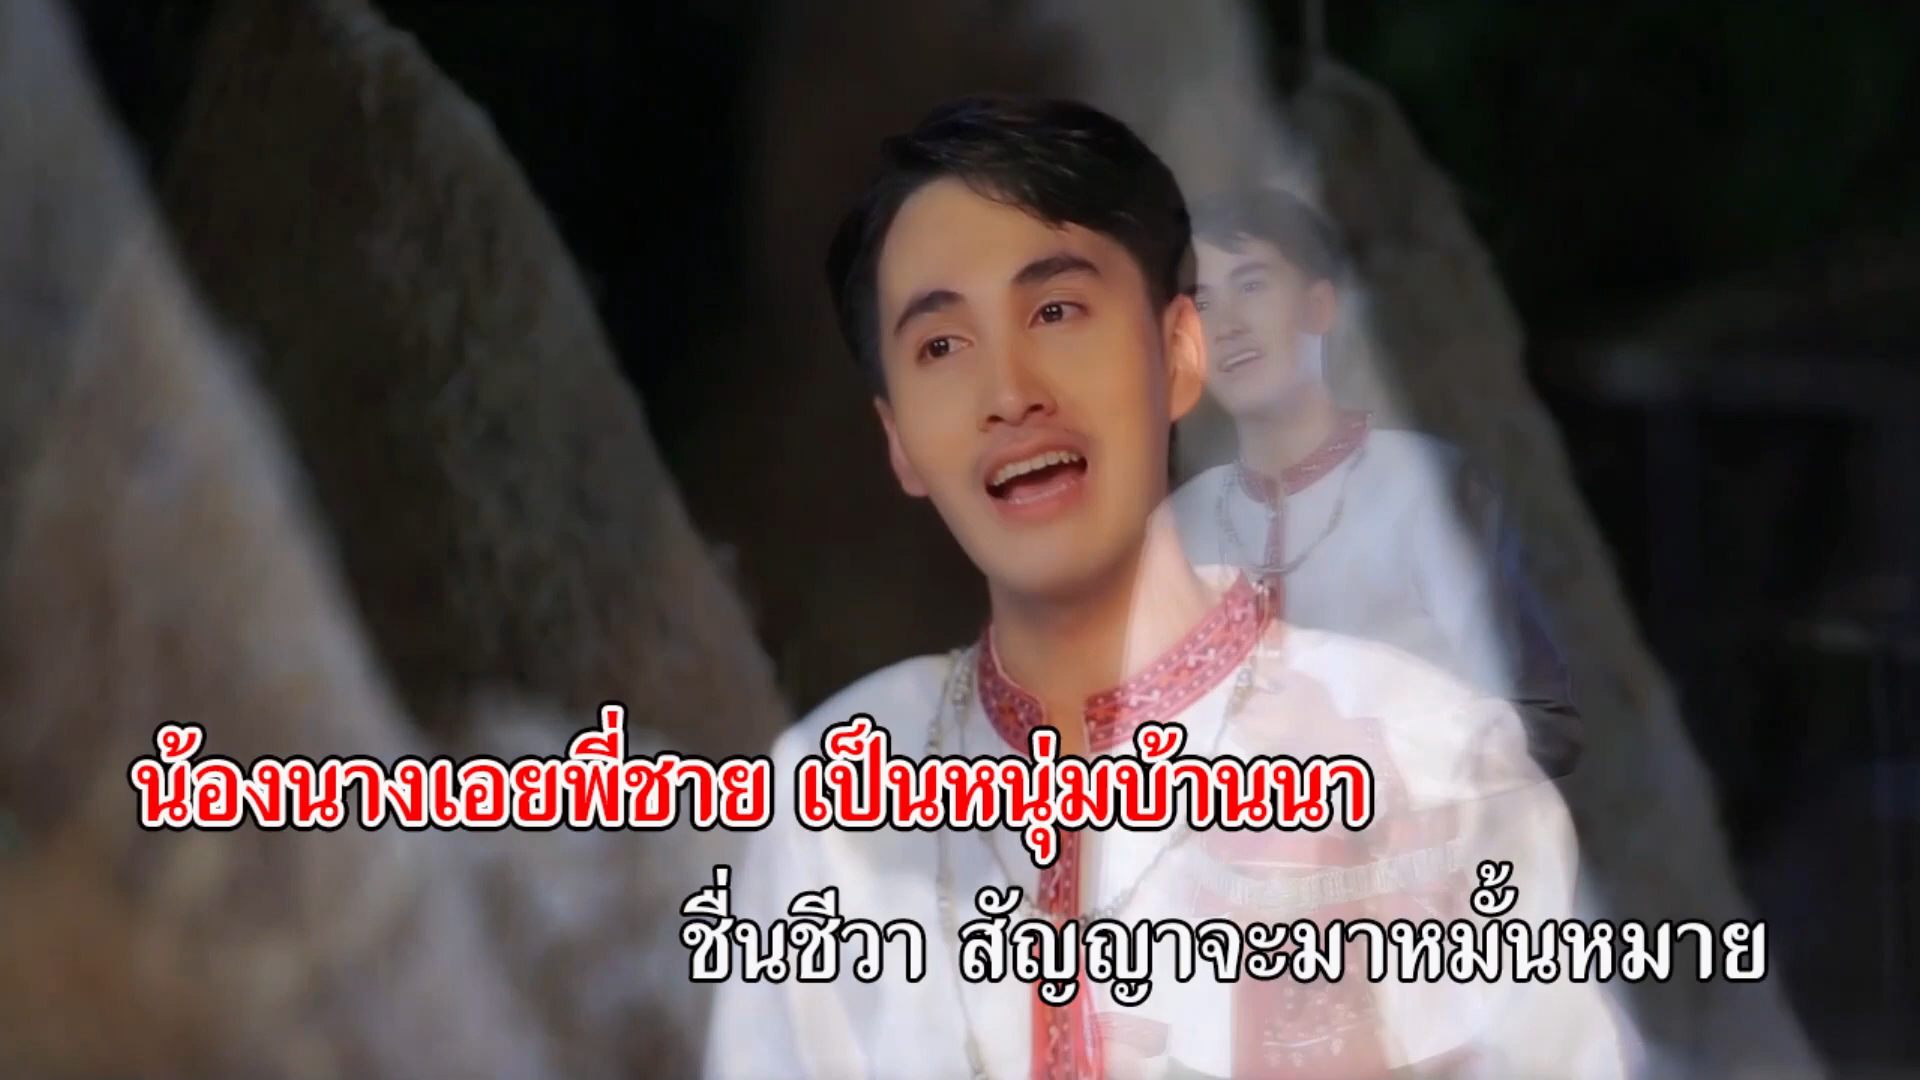 น้องนางเอยพี่ชาย เป็นหนุ่มบ้านนา
ชื่นชีวา สัญญาจะมาหมั้นหมาย